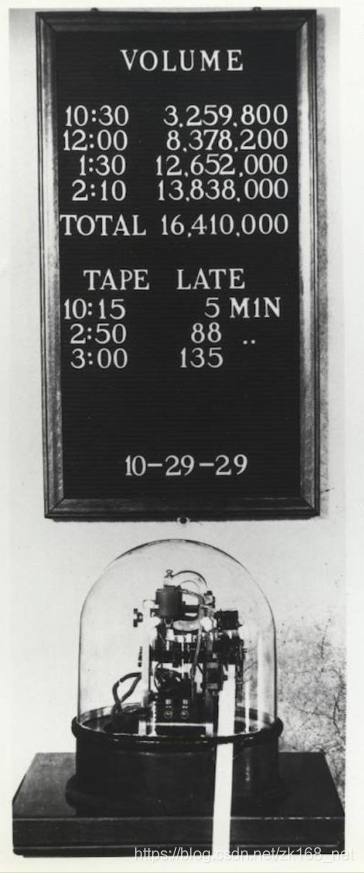 VOLUME
10:30 3,259,800
12:00 8,378,200
1:30 12,652,000
2:10 13,838,000
TOTAL 16,410,000
TAPE LATE
10:15 5 MIN
2:50 88 ..
3:00 135
10-29-29
https://blog.csdn.net/zk168_net